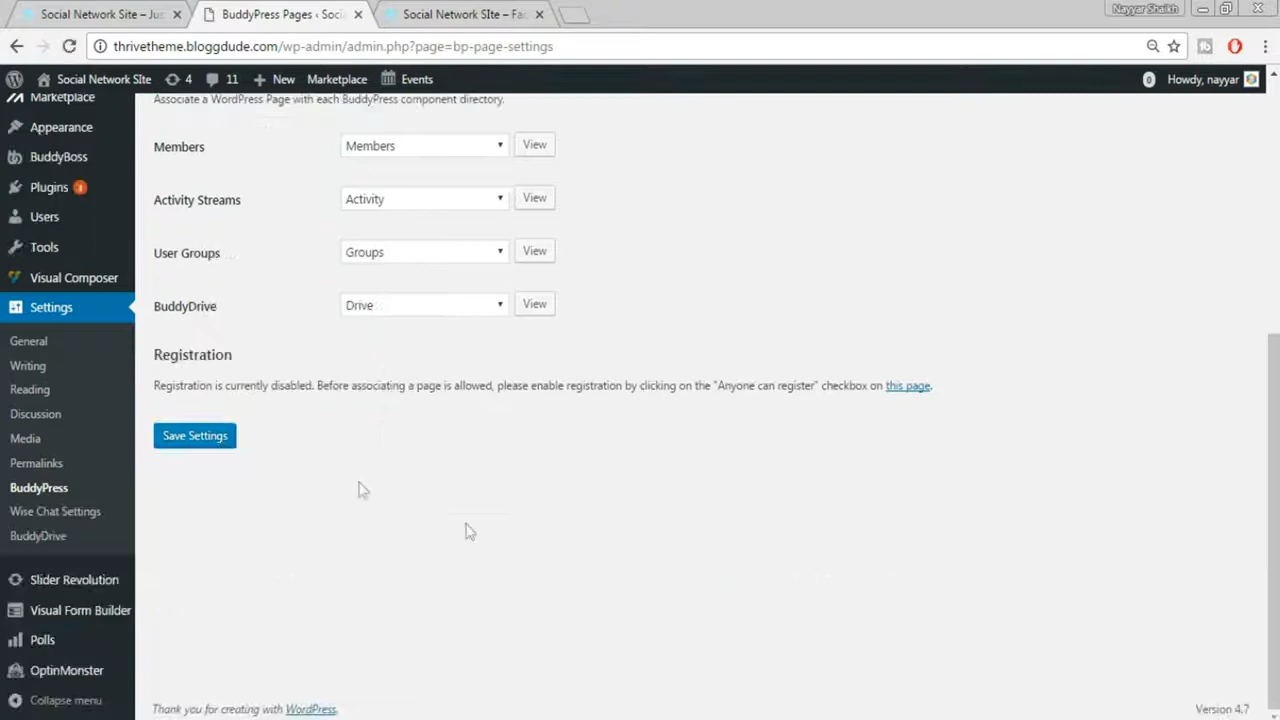 Social Network Site – Jus
BuddyPress Pages ‹ Soci
Social Network SIte – Fac
Nayyar Shaikh
thrivetheme.bloggdude.com/wp-admin/admin.php?page=bp-page-settings
Social Network SIte
4
11
New
Marketplace
Events
0
Howdy, nayyar
Marketplace
Appearance
BuddyBoss
Plugins
Users
Tools
Visual Composer
Settings
General
Writing
Reading
Discussion
Media
Permalinks
BuddyPress
Wise Chat Settings
BuddyDrive
Slider Revolution
Visual Form Builder
Polls
OptinMonster
Collapse menu
Associate a WordPress Page with each BuddyPress component directory.
Members
Members
View
Activity Streams
Activity
View
User Groups
Groups
View
BuddyDrive
Drive
View
Registration
Registration is currently disabled. Before associating a page is allowed, please enable registration by clicking on the "Anyone can register" checkbox on this page.
Save Settings
Thank you for creating with WordPress.
Version 4.7